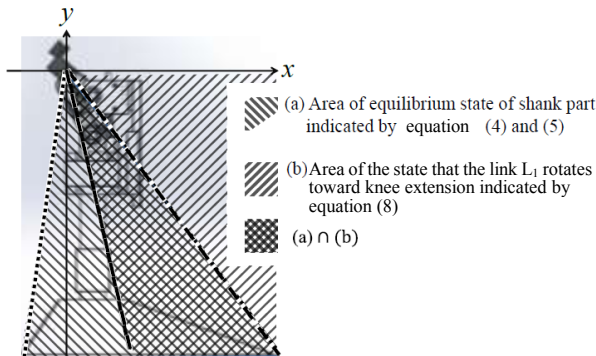 y
x
(a) Area of equilibrium state of shank part
indicated by equation (4) and (5)
(b) Area of the state that the link L₁ rotates
toward knee extension indicated by
equation (8)
(a) ∩ (b)